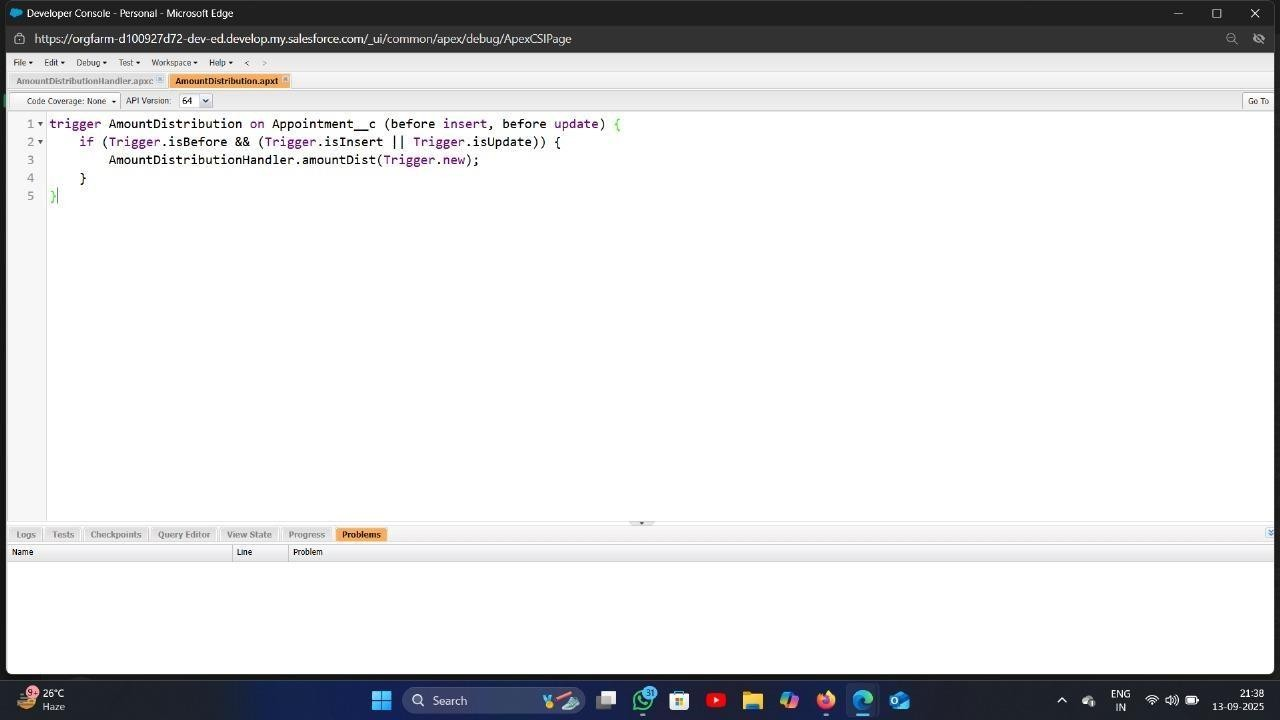 Developer Console - Personal - Microsoft Edge
https://orgfarm-d100927d72-dev-ed.develop.my.salesforce.com/_ui/common/apex/debug/ApexCSIPage
File Edit Debug Test Workspace Help < >
AmountDistributionHandler.apxc AmountDistribution.apxt
Code Coverage: None API Version: 64 Go To
1 trigger AmountDistribution on Appointment__c (before insert, before update) {
2 if (Trigger.isBefore && (Trigger.isInsert || Trigger.isUpdate)) {
3 AmountDistributionHandler.amountDist(Trigger.new);
4 }
5 }
Logs Tests Checkpoints Query Editor View State Progress Problems
Name Line Problem
9+ 26°C
Haze
Search
31
ENG
IN
21:38
13-09-2025